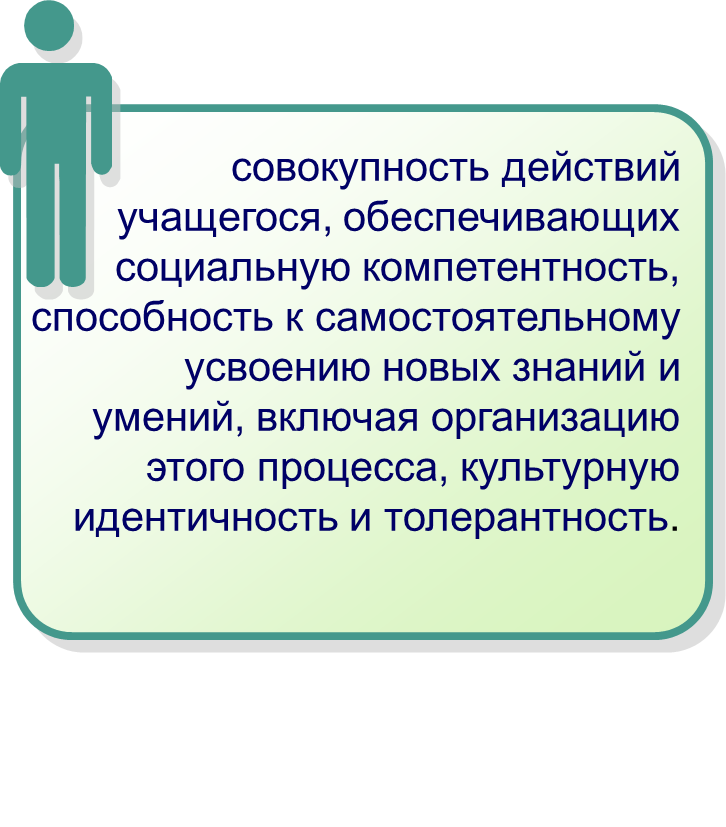 совокупность действий
учащегося, обеспечивающих
социальную компетентность,
способность к самостоятельному
усвоению новых знаний и
умений, включая организацию
этого процесса, культурную
идентичность и толерантность.